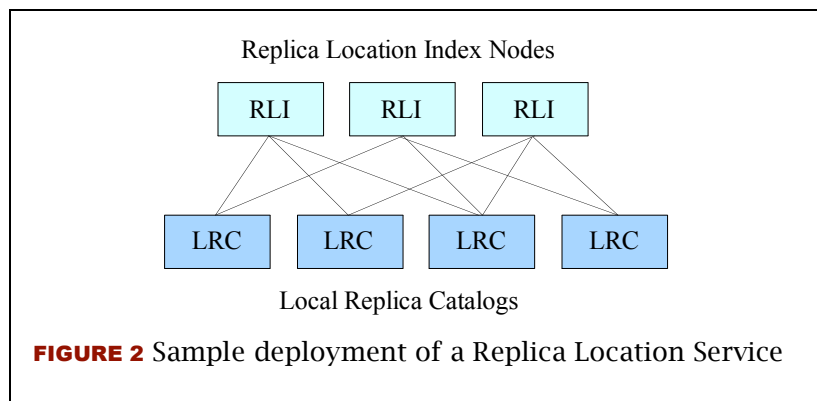 Replica Location Index Nodes
RLI RLI RLI
LRC LRC LRC LRC
Local Replica Catalogs
FIGURE 2 Sample deployment of a Replica Location Service